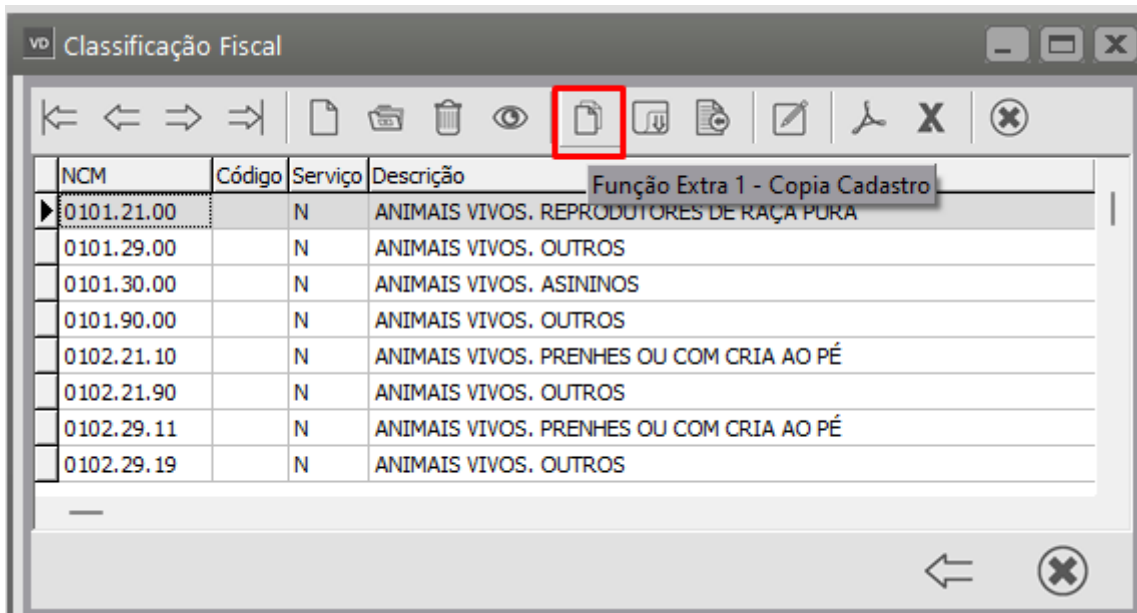 VD Classificação Fiscal
NCM Código Serviço Descrição
Função Extra 1 - Copia Cadastro
0101.21.00 N ANIMAIS VIVOS. REPRODUTORES DE RAÇA PURA
0101.29.00 N ANIMAIS VIVOS. OUTROS
0101.30.00 N ANIMAIS VIVOS. ASININOS
0101.90.00 N ANIMAIS VIVOS. OUTROS
0102.21.10 N ANIMAIS VIVOS. PRENHES OU COM CRIA AO PÉ
0102.21.90 N ANIMAIS VIVOS. OUTROS
0102.29.11 N ANIMAIS VIVOS. PRENHES OU COM CRIA AO PÉ
0102.29.19 N ANIMAIS VIVOS. OUTROS